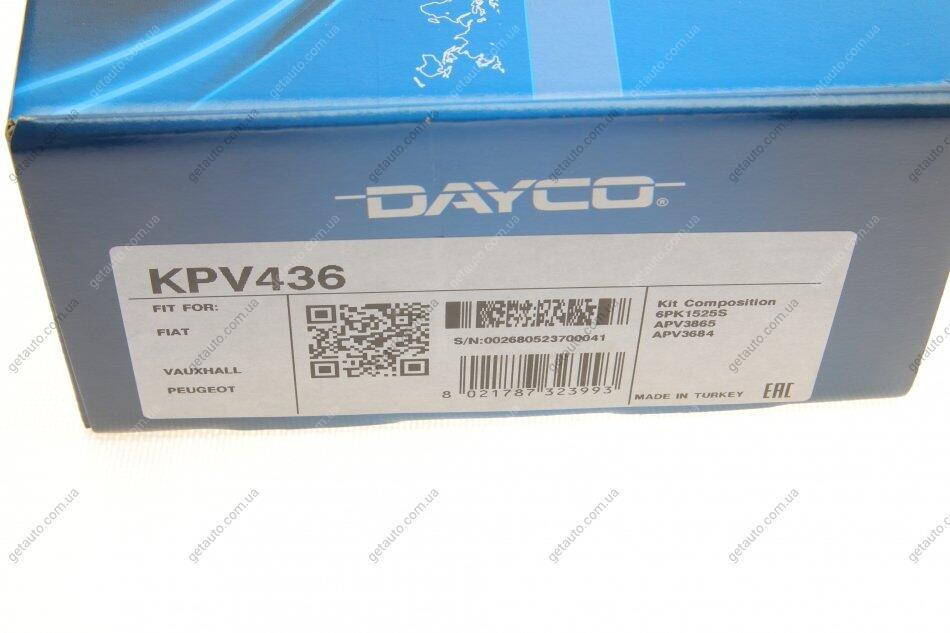 DAYCO®
KPV436
FIT FOR:
FIAT
VAUXHALL
PEUGEOT
S/N:002680523700041
8 021787 323993
Kit Composition
6PK1525S
APV3865
APV3684
MADE IN TURKEY EAC
getauto.com.ua